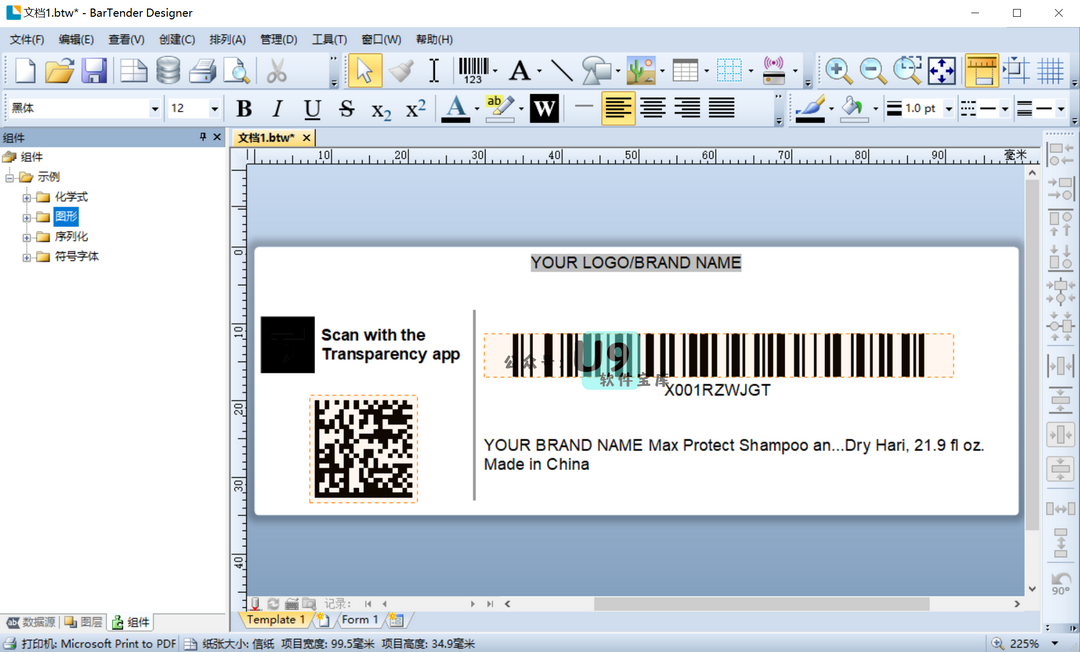 文档1.btw* - BarTender Designer
文件(F) 编辑(E) 查看(V) 创建(C) 排列(A) 管理(D) 工具(T) 窗口(W) 帮助(H)
123 A
黑体 12 B I U S x₂ x² A ab W 1.0 pt
组件
文档1.btw*
组件
10 20 30 40 50 60 70 80 90 毫米
示例
化学式
图形
序列化
符号字体
0
10
20
30
40
YOUR LOGO/BRAND NAME
Scan with the
Transparency app
公众号: U9
软件宝库
X001RZWJGT
YOUR BRAND NAME Max Protect Shampoo an...Dry Hari, 21.9 fl oz.
Made in China
90°
记录:
数据源 图层 组件
Template 1 Form 1
打印机: Microsoft Print to PDF 纸张大小: 信纸 项目宽度: 99.5毫米 项目高度: 34.9毫米 225%